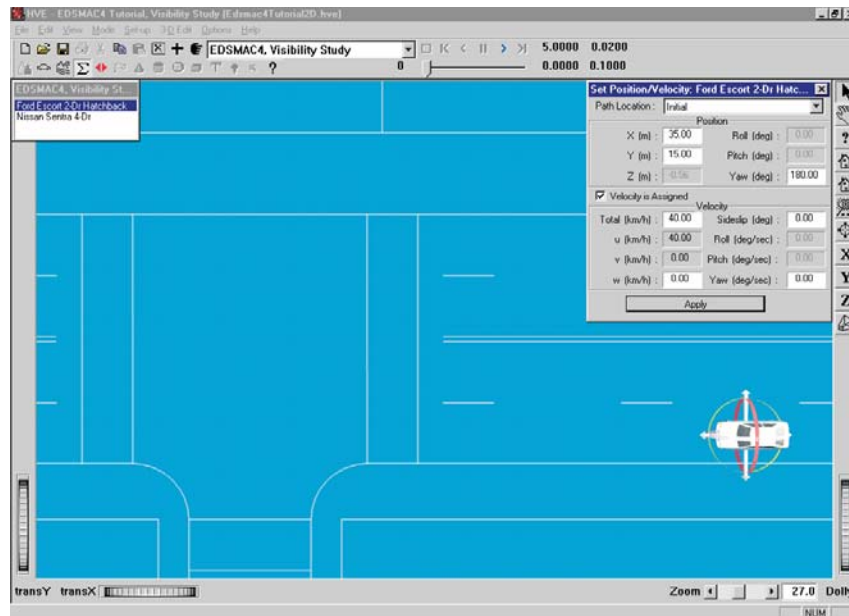 HVE - EDSMAC4 Tutorial, Visibility Study (Edsmac4Tutorial2D.hve)
File Edit View Mode Set-up 3-D Edit Options Help
EDSMAC4, Visibility Study 5.0000 0.0200
? 0 0.0000 0.1000
EDSMAC4, Visibility St...
Ford Escort 2-Dr Hatchback
Nissan Sentra 4-Dr
Set Position/Velocity: Ford Escort 2-Dr Hatc...
Path Location: Initial
Position
X (m) : 35.00 Roll (deg) : 0.00
Y (m) : 15.00 Pitch (deg) : 0.00
Z (m) : -0.56 Yaw (deg) : 180.00
Velocity is Assigned
Velocity
Total (km/h) : 40.00 Sideslip (deg) : 0.00
u (km/h) : 40.00 Roll (deg/sec) : 0.00
v (km/h) : 0.00 Pitch (deg/sec) : 0.00
w (km/h) : 0.00 Yaw (deg/sec) : 0.00
Apply
?
X
Y
Z
transY transX Zoom 27.0 Dolly
NUM